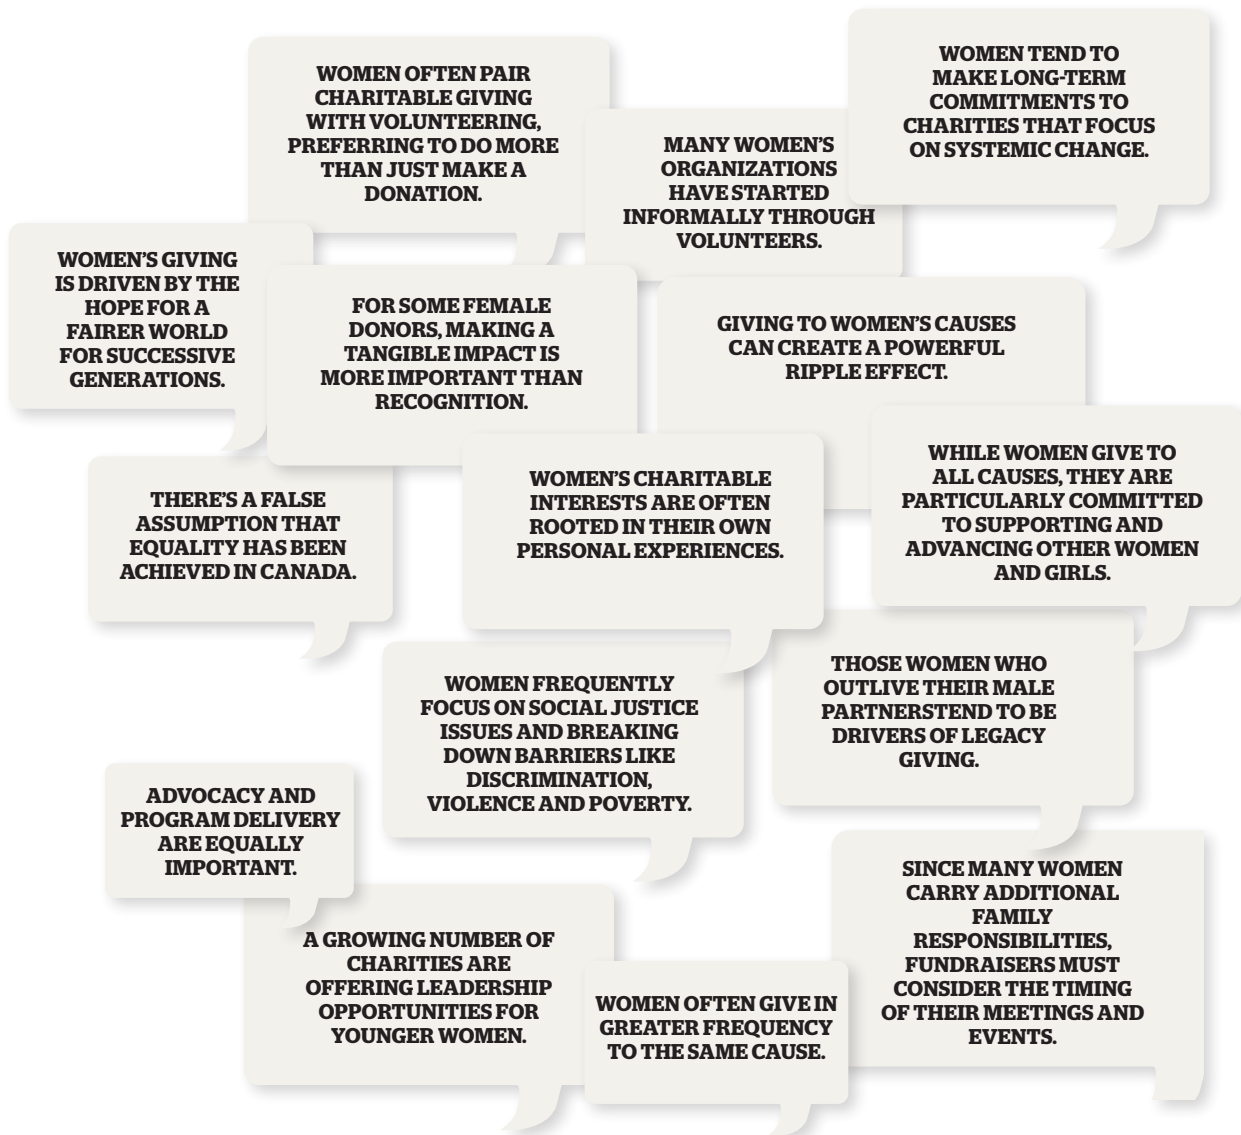 WOMEN OFTEN PAIR
CHARITABLE GIVING
WITH VOLUNTEERING,
PREFERRING TO DO MORE
THAN JUST MAKE A
DONATION.
MANY WOMEN'S
ORGANIZATIONS
HAVE STARTED
INFORMALLY THROUGH
VOLUNTEERS.
WOMEN TEND TO
MAKE LONG-TERM
COMMITMENTS TO
CHARITIES THAT FOCUS
ON SYSTEMIC CHANGE.
WOMEN'S GIVING
IS DRIVEN BY THE
HOPE FOR A
FAIRER WORLD
FOR SUCCESSIVE
GENERATIONS.
FOR SOME FEMALE
DONORS, MAKING A
TANGIBLE IMPACT IS
MORE IMPORTANT THAN
RECOGNITION.
GIVING TO WOMEN'S CAUSES
CAN CREATE A POWERFUL
RIPPLE EFFECT.
THERE'S A FALSE
ASSUMPTION THAT
EQUALITY HAS BEEN
ACHIEVED IN CANADA.
WOMEN'S CHARITABLE
INTERESTS ARE OFTEN
ROOTED IN THEIR OWN
PERSONAL EXPERIENCES.
WHILE WOMEN GIVE TO
ALL CAUSES, THEY ARE
PARTICULARLY COMMITTED
TO SUPPORTING AND
ADVANCING OTHER WOMEN
AND GIRLS.
WOMEN FREQUENTLY
FOCUS ON SOCIAL JUSTICE
ISSUES AND BREAKING
DOWN BARRIERS LIKE
DISCRIMINATION,
VIOLENCE AND POVERTY.
THOSE WOMEN WHO
OUTLIVE THEIR MALE
PARTNERSTEND TO BE
DRIVERS OF LEGACY
GIVING.
ADVOCACY AND
PROGRAM DELIVERY
ARE EQUALLY
IMPORTANT.
A GROWING NUMBER OF
CHARITIES ARE
OFFERING LEADERSHIP
OPPORTUNITIES FOR
YOUNGER WOMEN.
WOMEN OFTEN GIVE IN
GREATER FREQUENCY
TO THE SAME CAUSE.
SINCE MANY WOMEN
CARRY ADDITIONAL
FAMILY
RESPONSIBILITIES,
FUNDRAISERS MUST
CONSIDER THE TIMING
OF THEIR MEETINGS AND
EVENTS.